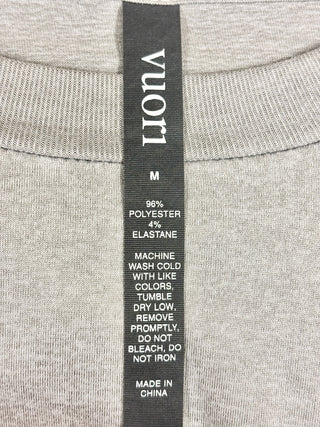 vuori
M
96%
POLYESTER
4%
ELASTANE
MACHINE
WASH COLD
WITH LIKE
COLORS,
TUMBLE
DRY LOW,
REMOVE
PROMPTLY,
DO NOT
BLEACH, DO
NOT IRON
MADE IN
CHINA